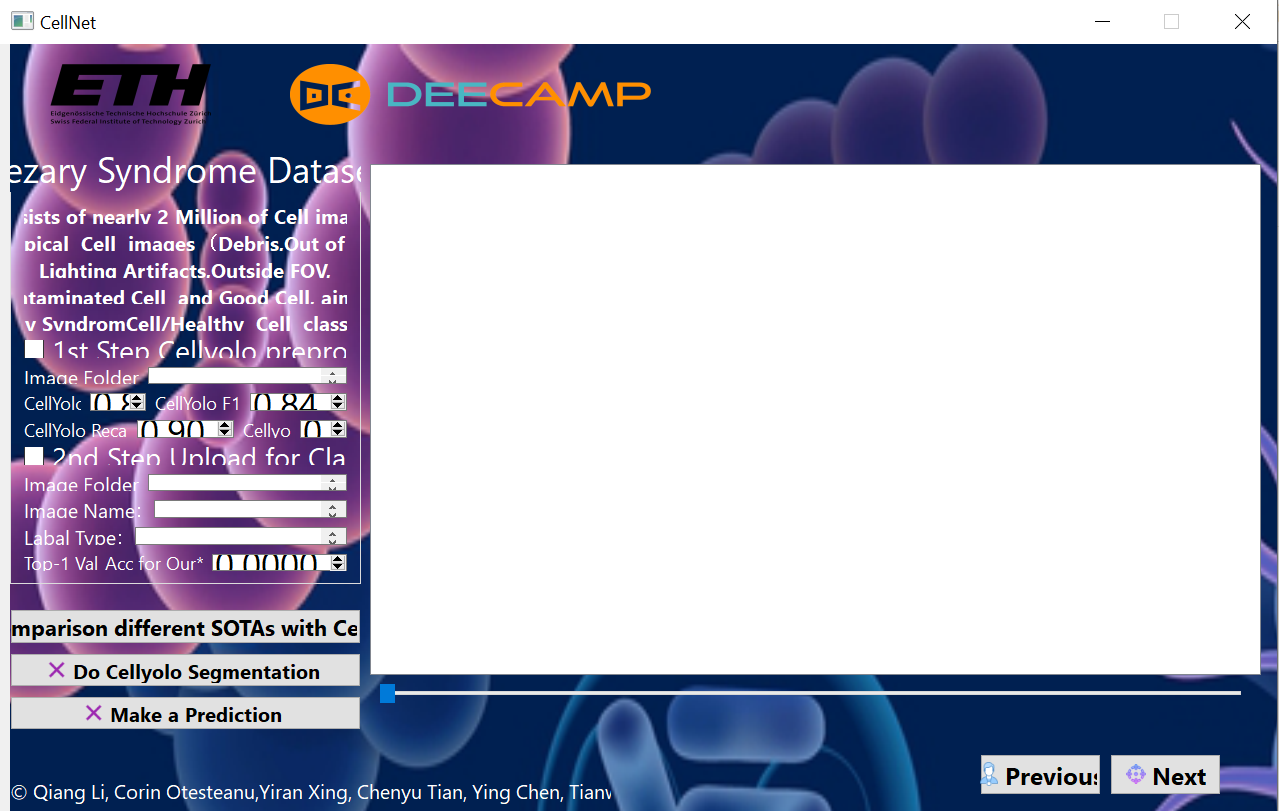 CellNet
ETH
Eidgenössische Technische Hochschule Zürich
Swiss Federal Institute of Technology Zurich
DEECAMP
ezary Syndrome Datase
sists of nearly 2 Million of Cell ima
pical Cell images（Debris,Out of
Lighting Artifacts,Outside FOV,
ntaminated Cell and Good Cell, ain
y SyndromCell/Healthy Cell class
1st Step Cellyolo prepro
Image Folder
CellYolo 0.8 CellYolo F1 0.84
CellYolo Reca 0.90 Cellyo 0
2nd Step Upload for Cla
Image Folder
Image Name：
Labal Type：
Top-1 Val Acc for Our* 0.0000
mparison different SOTAs with Ce
Do Cellyolo Segmentation
Make a Prediction
Previous
Next
© Qiang Li, Corin Otesteanu,Yiran Xing, Chenyu Tian, Ying Chen, Tianw